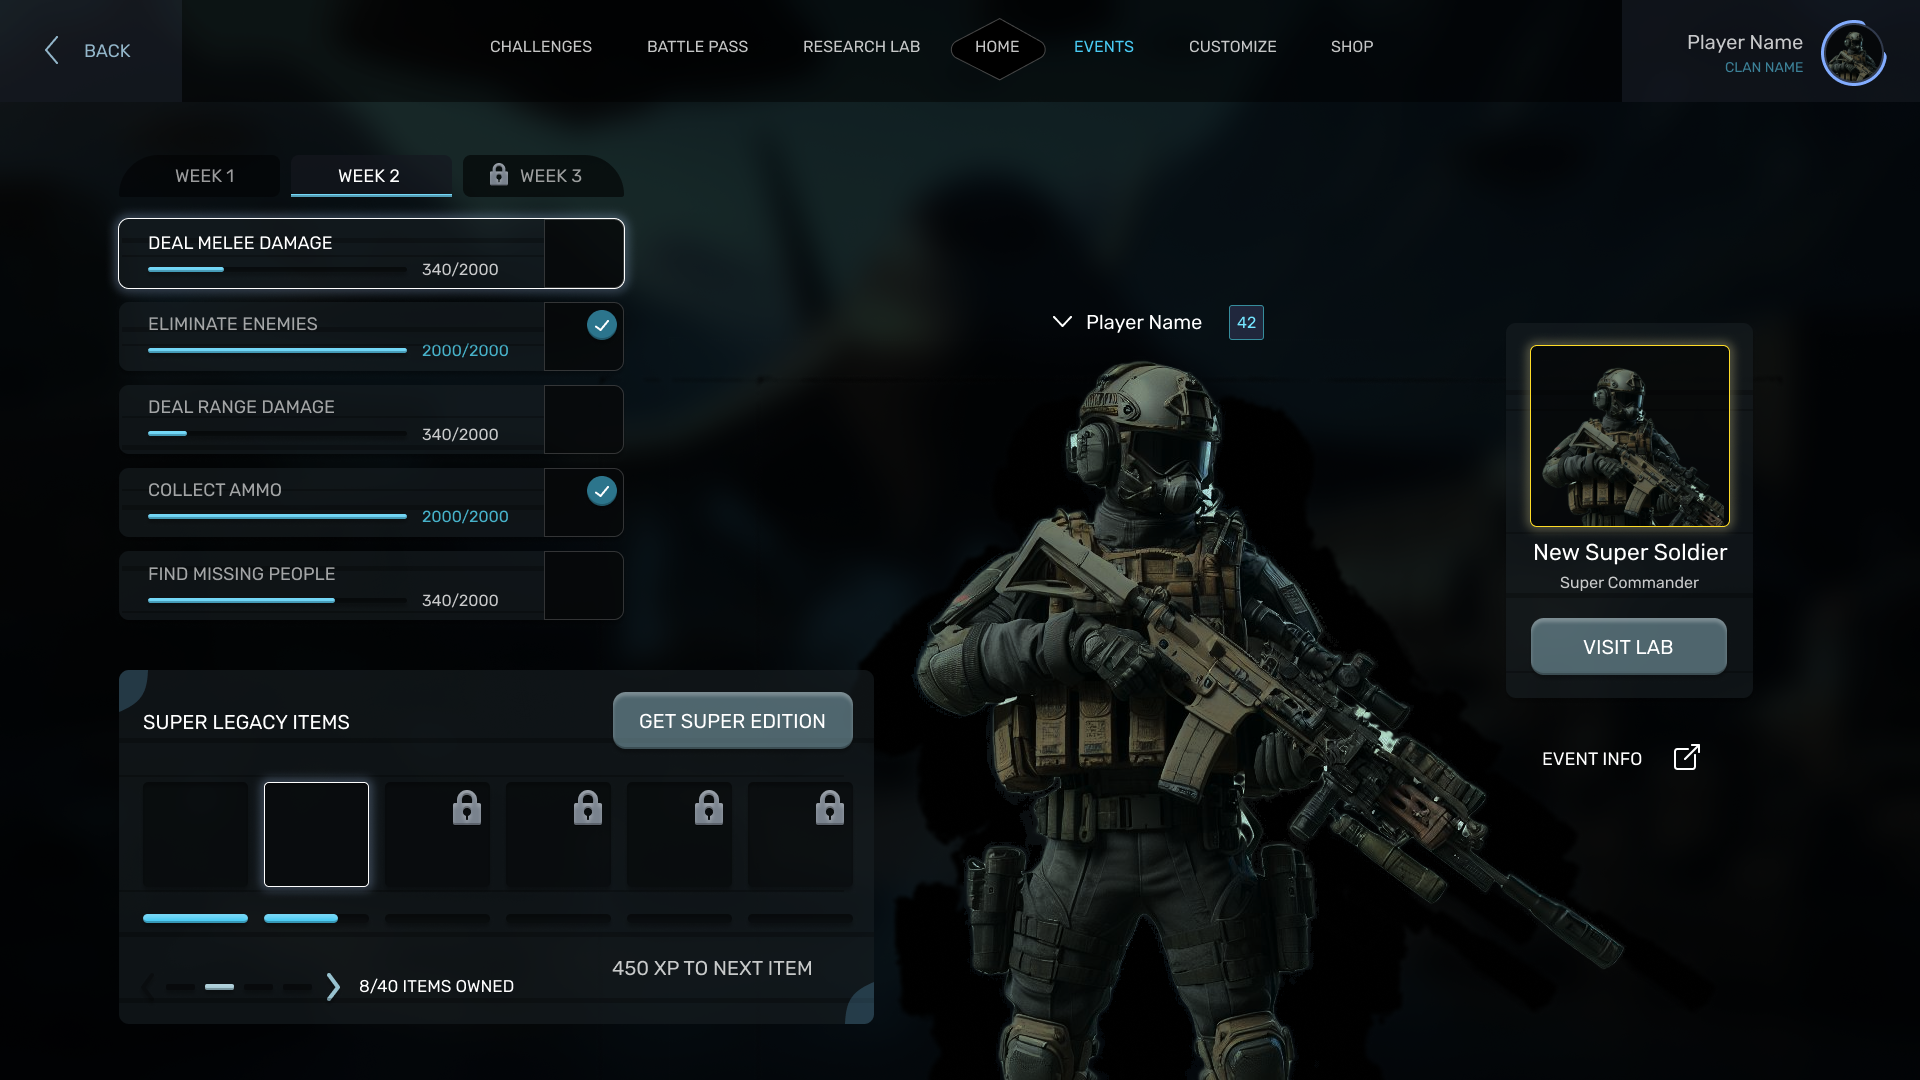 BACK
CHALLENGES
BATTLE PASS
RESEARCH LAB
HOME
EVENTS
CUSTOMIZE
SHOP
Player Name
CLAN NAME
WEEK 1
WEEK 2
WEEK 3
DEAL MELEE DAMAGE
340/2000
ELIMINATE ENEMIES
2000/2000
DEAL RANGE DAMAGE
340/2000
COLLECT AMMO
2000/2000
FIND MISSING PEOPLE
340/2000
Player Name
42
New Super Soldier
Super Commander
VISIT LAB
EVENT INFO
SUPER LEGACY ITEMS
GET SUPER EDITION
8/40 ITEMS OWNED
450 XP TO NEXT ITEM